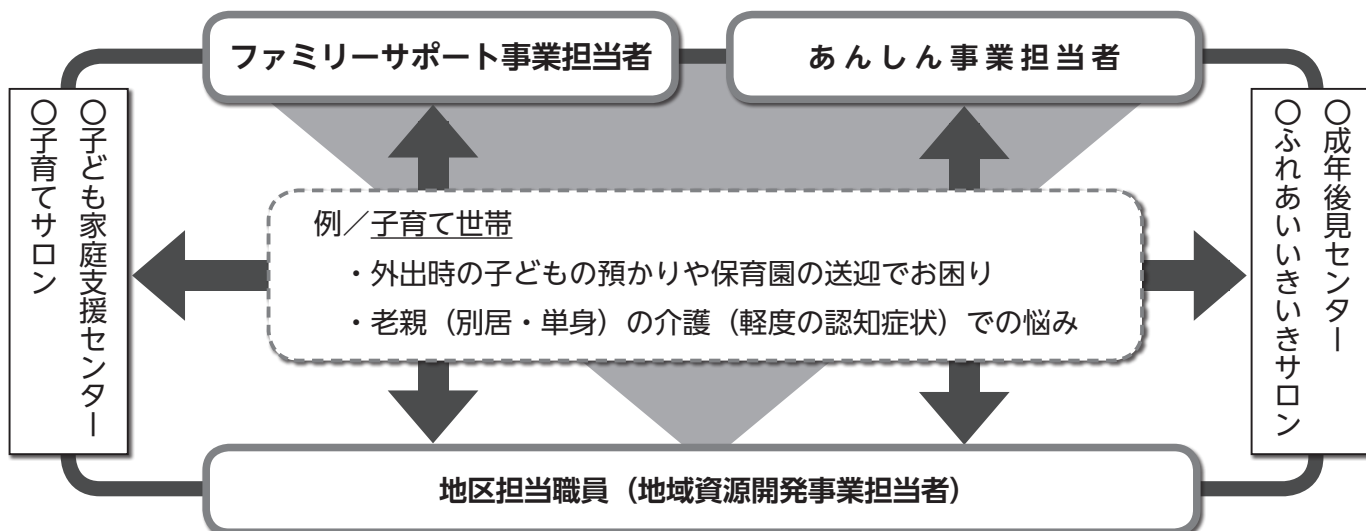 ファミリーサポート事業担当者
あんしん事業担当者
○子ども家庭支援センター
○子育てサロン
例／子育て世帯
・外出時の子どもの預かりや保育園の送迎でお困り
・老親（別居・単身）の介護（軽度の認知症状）での悩み
○成年後見センター
○ふれあいいきいきサロン
地区担当職員（地域資源開発事業担当者）